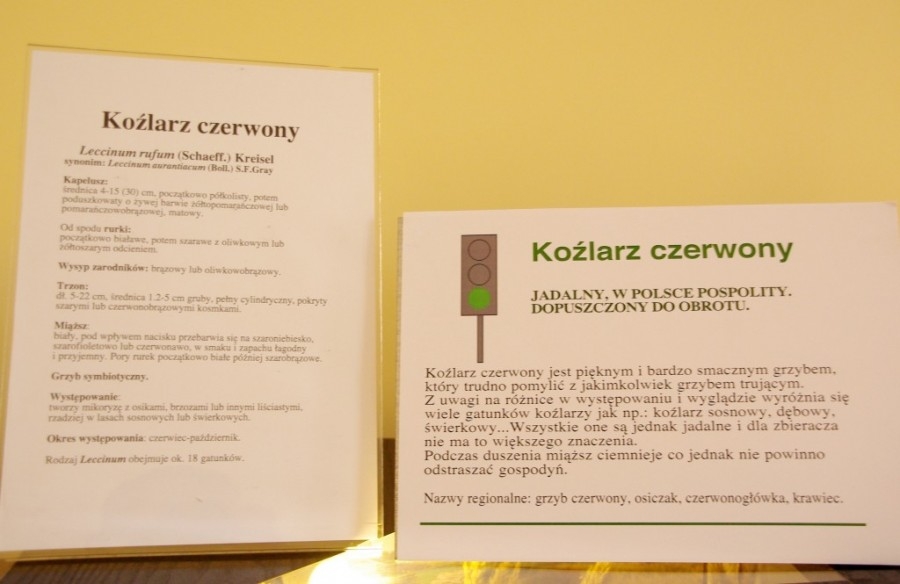 Koźlarz czerwony
Leccinum rufum (Schaeff.) Kreisel
synonim: Leccinum aurantiacum (Boll.) S.F.Gray
Kapelusz:
średnica 4-15 (30) cm, początkowo półkolisty, potem
poduszkowaty o żywej barwie żółtopomarańczowej lub
pomarańczowobrązowej, matowy.
Od spodu rurki:
początkowo białawe, potem szarawe z oliwkowym lub
żółtoszarym odcieniem.
Wysyp zarodników: brązowy lub oliwkowobrązowy.
Trzon:
dł. 5-22 cm, średnica 1.2-5 cm gruby, pełny cylindryczny, pokryty
szarymi lub czerwonobrązowymi kosmkami.
Miąższ:
biały, pod wpływem nacisku przebarwia się na szaroniebiesko,
szarofioletowo lub czerwonawo, w smaku i zapachu łagodny
i przyjemny. Pory rurek początkowo białe później szarobrązowe.
Grzyb symbiotyczny.
Występowanie:
tworzy mikoryzę z osikami, brzozami lub innymi liściastymi,
rzadziej w lasach sosnowych lub świerkowych.
Okres występowania: czerwiec-październik.
Rodzaj Leccinum obejmuje ok. 18 gatunków.
Koźlarz czerwony
JADALNY, W POLSCE POSPOLITY.
DOPUSZCZONY DO OBROTU.
Koźlarz czerwony jest pięknym i bardzo smacznym grzybem,
który trudno pomylić z jakimkolwiek grzybem trującym.
Z uwagi na różnice w występowaniu i wyglądzie wyróżnia się
wiele gatunków koźlarzy jak np.: koźlarz sosnowy, dębowy,
świerkowy...Wszystkie one są jednak jadalne i dla zbieracza
nie ma to większego znaczenia.
Podczas duszenia miąższ ciemnieje co jednak nie powinno
odstraszać gospodyń.
Nazwy regionalne: grzyb czerwony, osiczak, czerwonogłówka, krawiec.